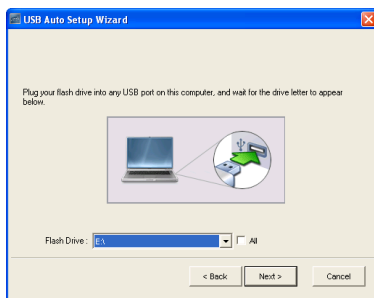 USB Auto Setup Wizard
Plug your flash drive into any USB port on this computer, and wait for the drive letter to appear
below.
Flash Drive : E:\ All
< Back Next > Cancel